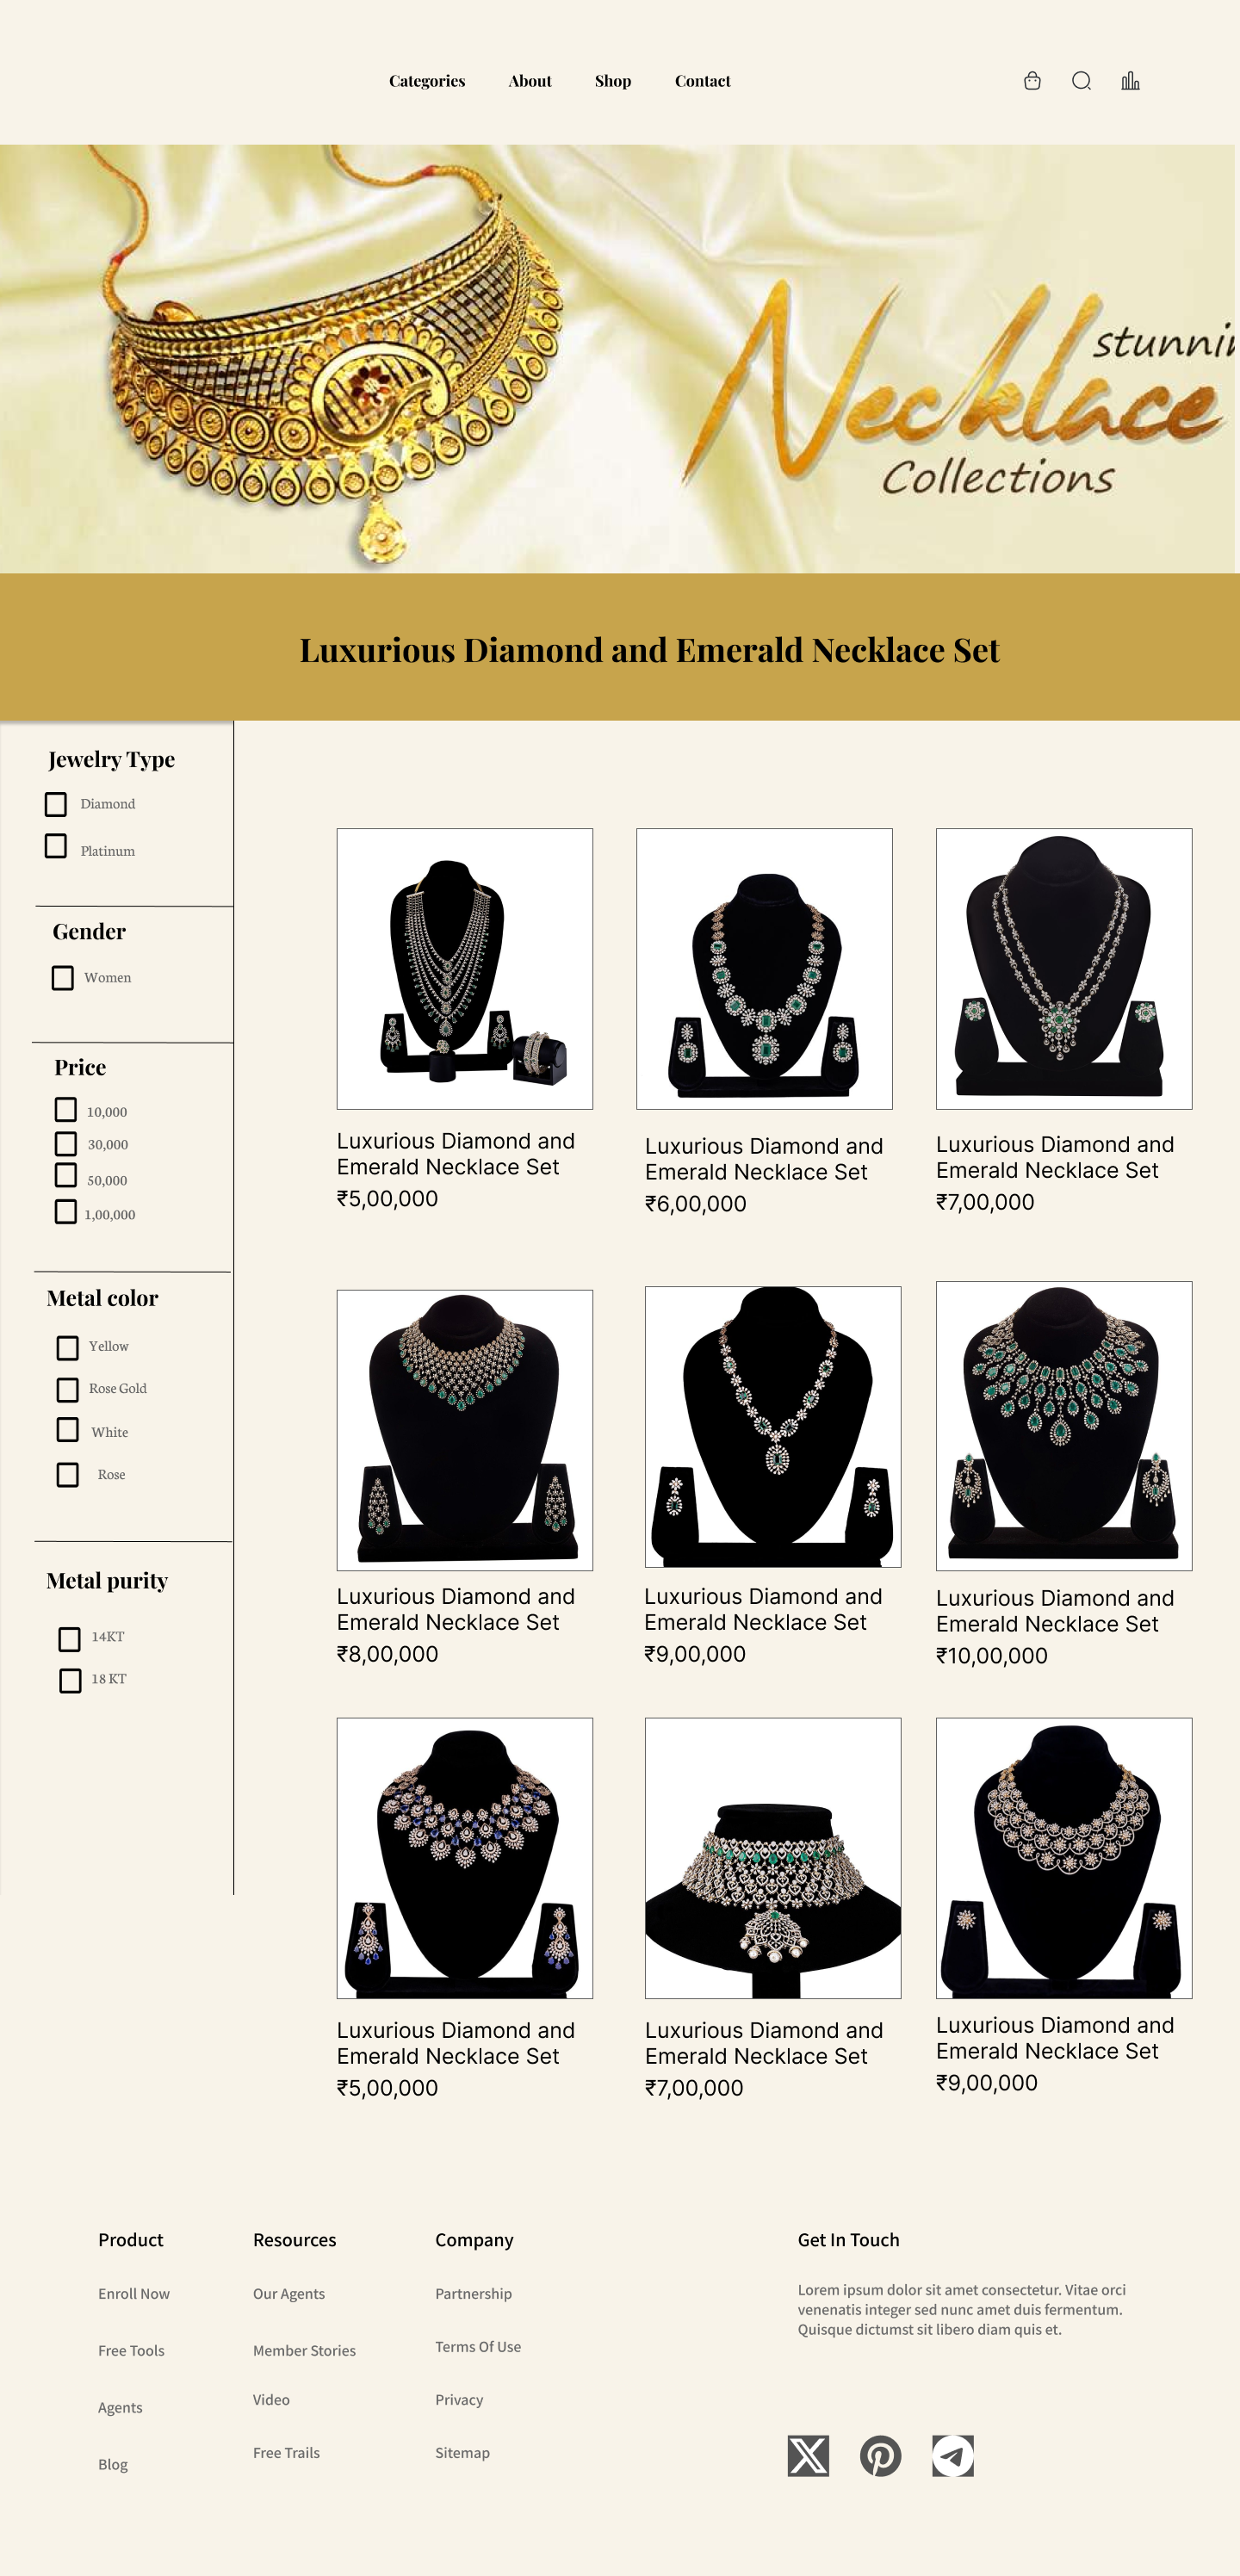 Categories About Shop Contact
stunnin
Necklace
Collections
Luxurious Diamond and Emerald Necklace Set
Jewelry Type
Diamond
Platinum
Gender
Women
Price
10,000
30,000
50,000
1,00,000
Metal color
Yellow
Rose Gold
White
Rose
Metal purity
14KT
18 KT
Luxurious Diamond and
Emerald Necklace Set
₹5,00,000
Luxurious Diamond and
Emerald Necklace Set
₹6,00,000
Luxurious Diamond and
Emerald Necklace Set
₹7,00,000
Luxurious Diamond and
Emerald Necklace Set
₹8,00,000
Luxurious Diamond and
Emerald Necklace Set
₹9,00,000
Luxurious Diamond and
Emerald Necklace Set
₹10,00,000
Luxurious Diamond and
Emerald Necklace Set
₹5,00,000
Luxurious Diamond and
Emerald Necklace Set
₹7,00,000
Luxurious Diamond and
Emerald Necklace Set
₹9,00,000
Product
Enroll Now
Free Tools
Agents
Blog
Resources
Our Agents
Member Stories
Video
Free Trails
Company
Partnership
Terms Of Use
Privacy
Sitemap
Get In Touch
Lorem ipsum dolor sit amet consectetur. Vitae orci
venenatis integer sed nunc amet duis fermentum.
Quisque dictumst sit libero diam quis et.